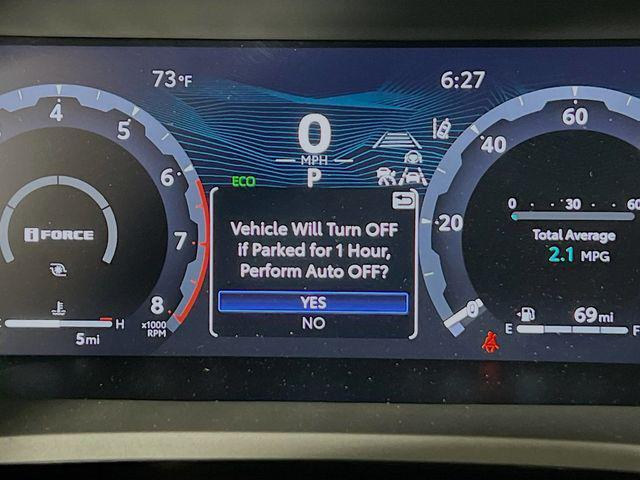 73°F
6:27
0
MPH
P
ECO
4
5
6
7
8
x1000
RPM
iFORCE
H
5mi
Vehicle Will Turn OFF
if Parked for 1 Hour,
Perform Auto OFF?
YES
NO
60
40
20
0
0 30 60
Total Average
2.1 MPG
69mi
E F